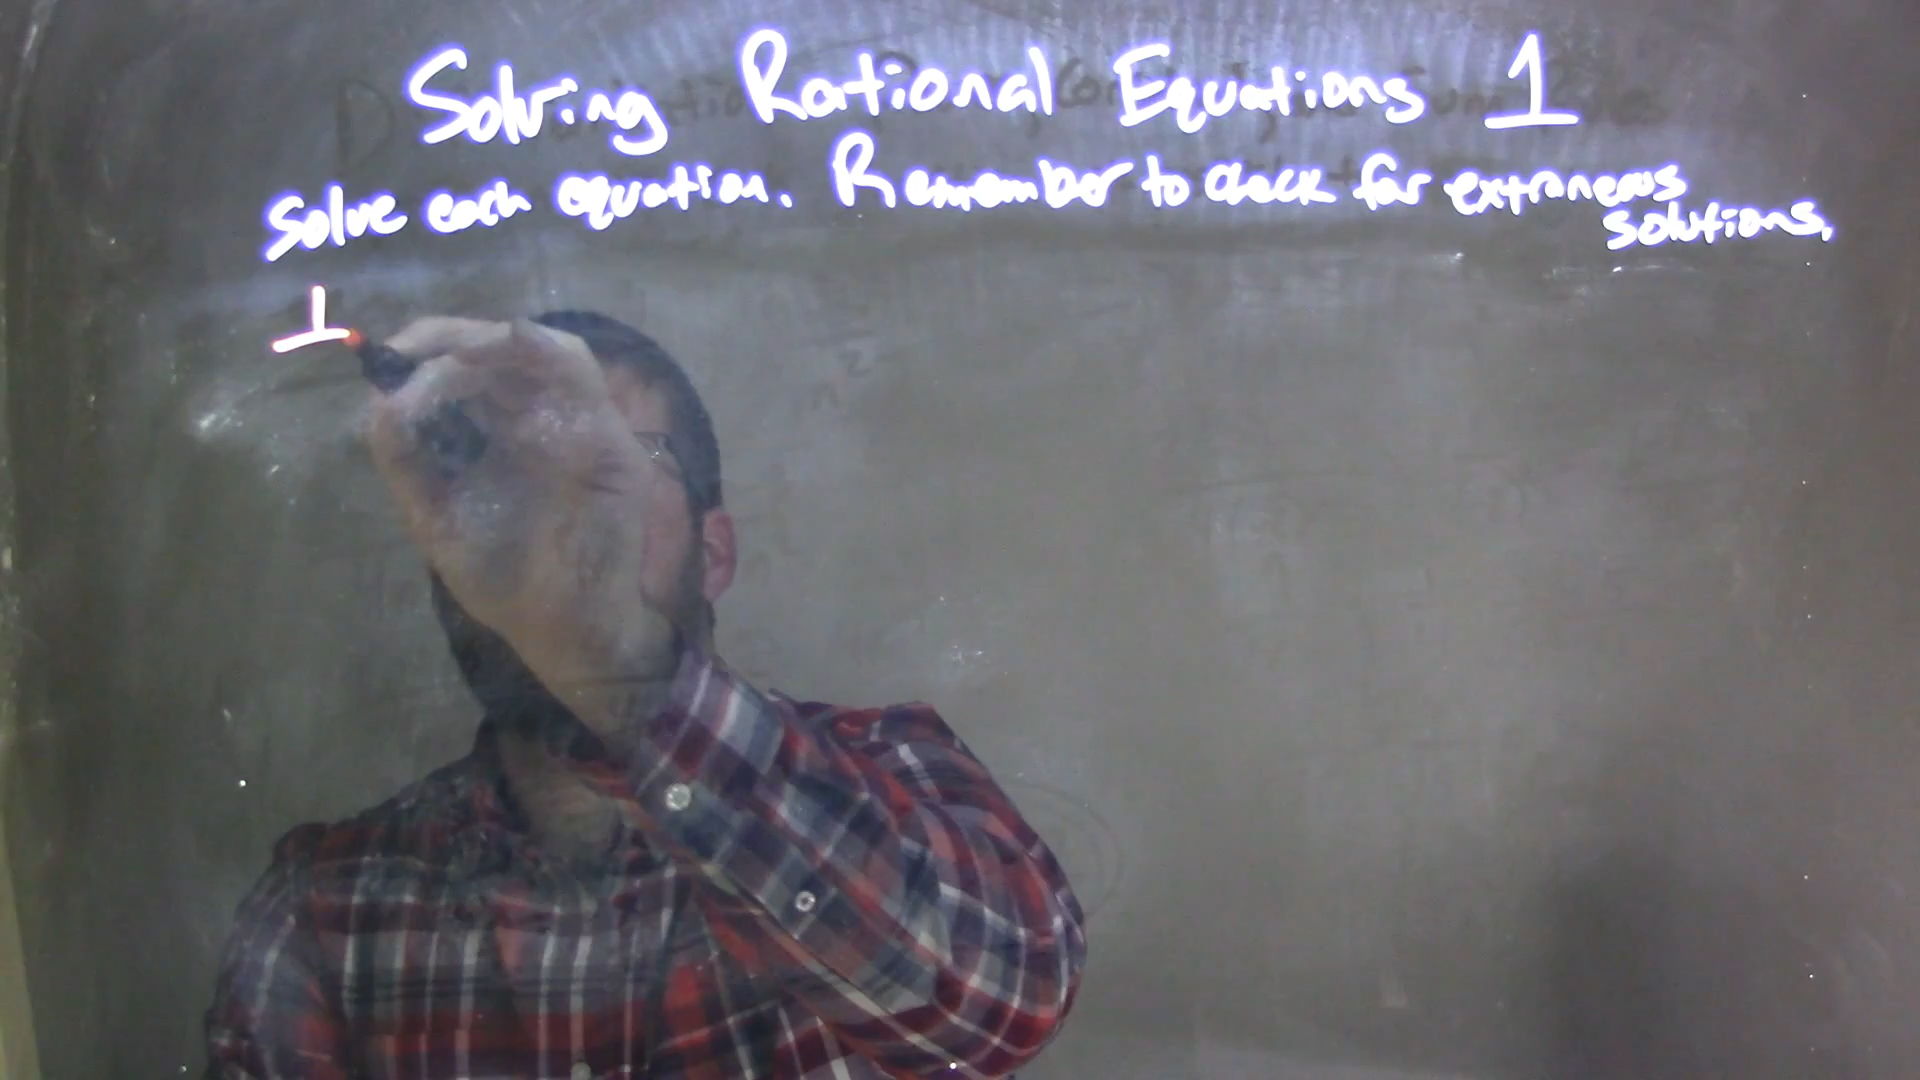 Solving Rational Equations 1
Solve each equation. Remember to check for extraneous
solutions.
1